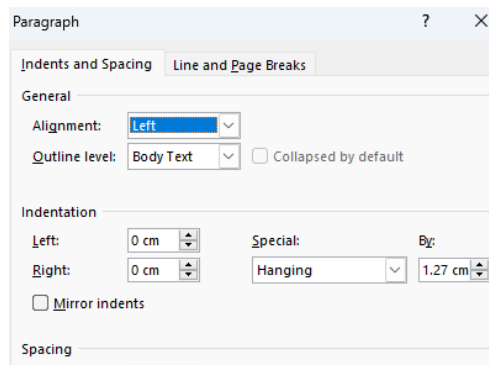 Paragraph ? ×
Indents and Spacing Line and Page Breaks
General
Alignment: Left
Outline level: Body Text Collapsed by default
Indentation
Left: 0 cm Special: By:
Right: 0 cm Hanging 1.27 cm
Mirror indents
Spacing